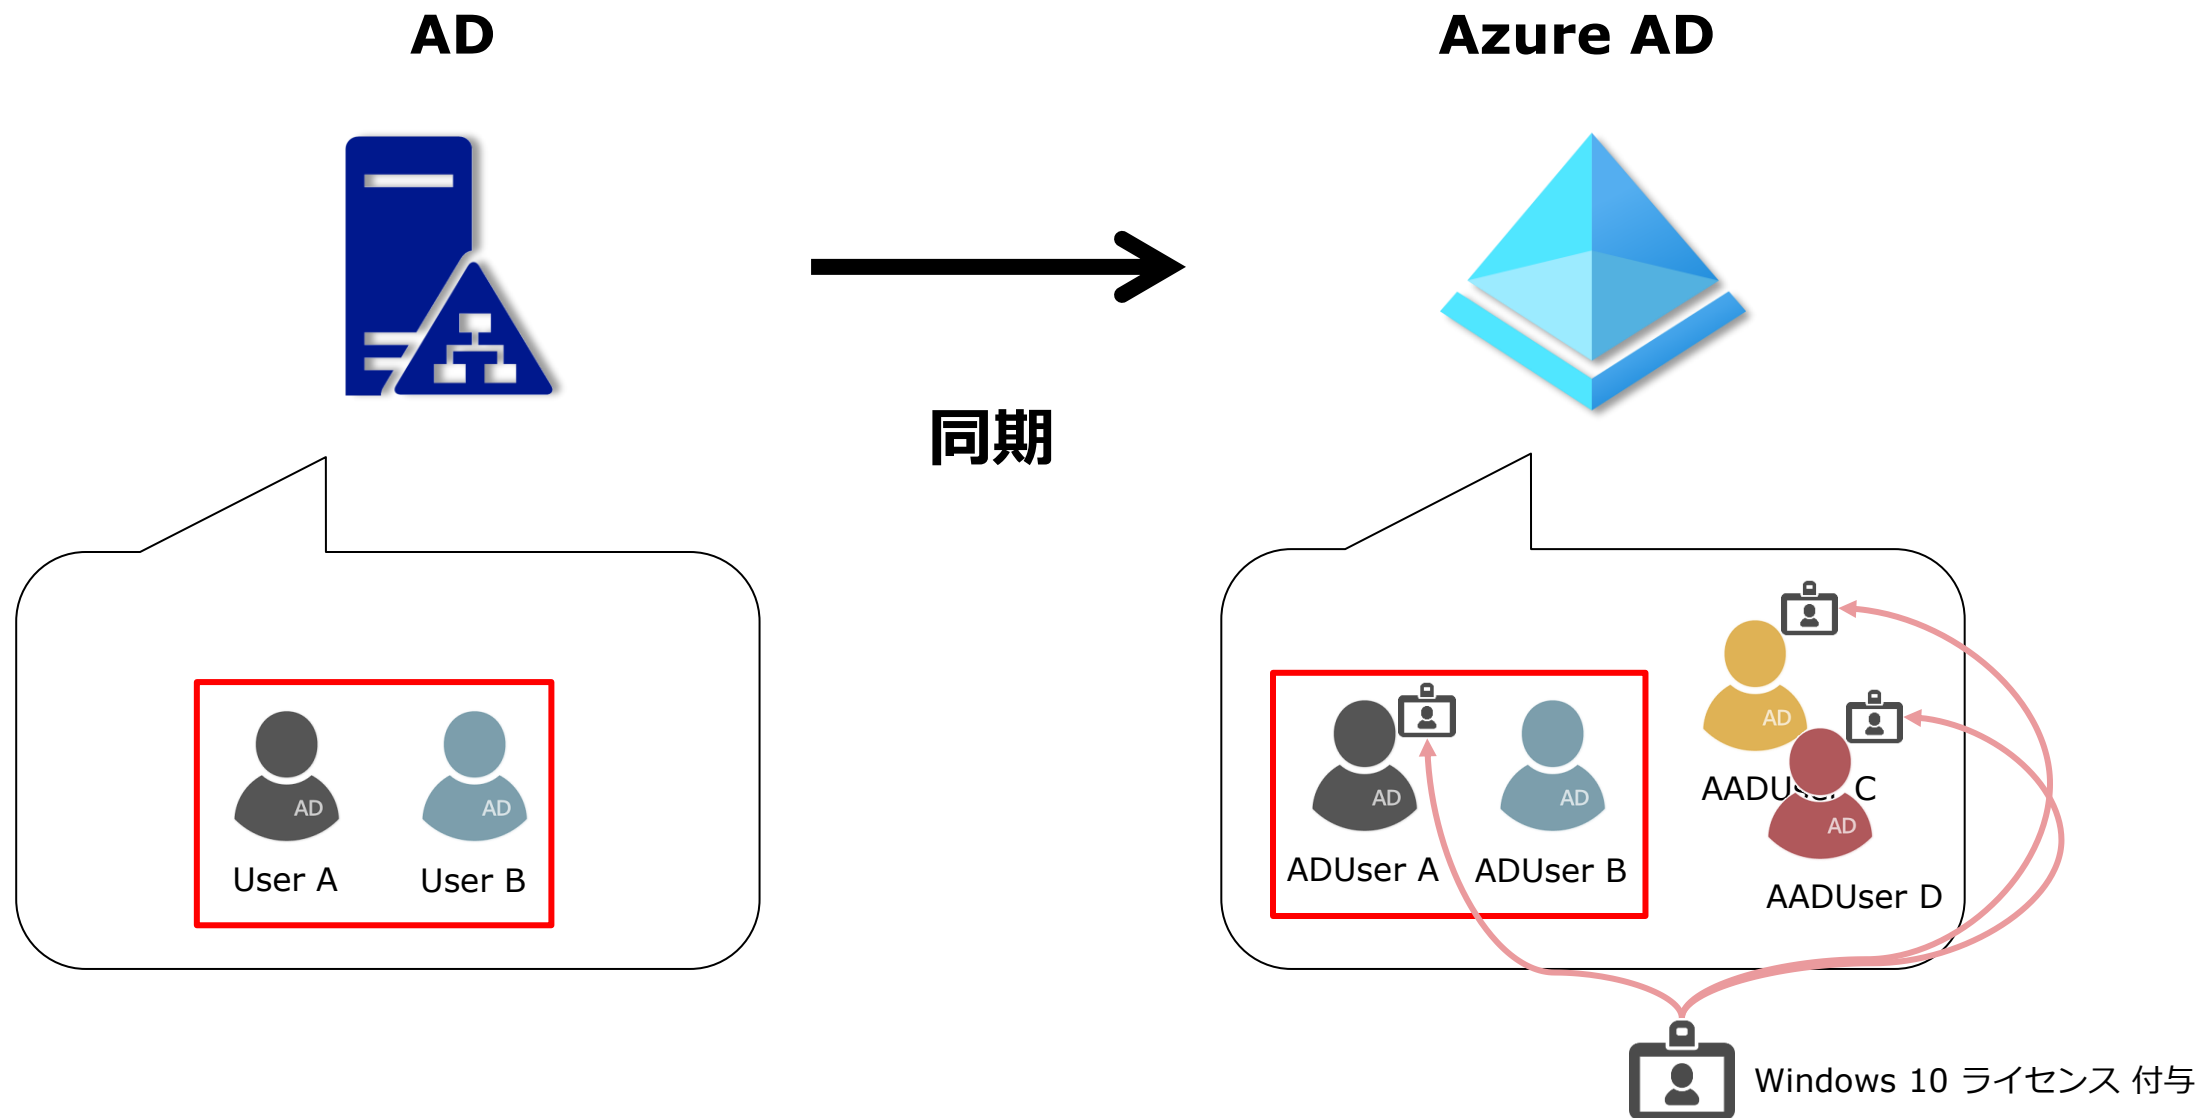 AD
Azure AD
同期
AD
AD
User A
User B
AD
AD
ADUser A
ADUser B
AD
AADUser C
AD
AADUser D
Windows 10 ライセンス 付与